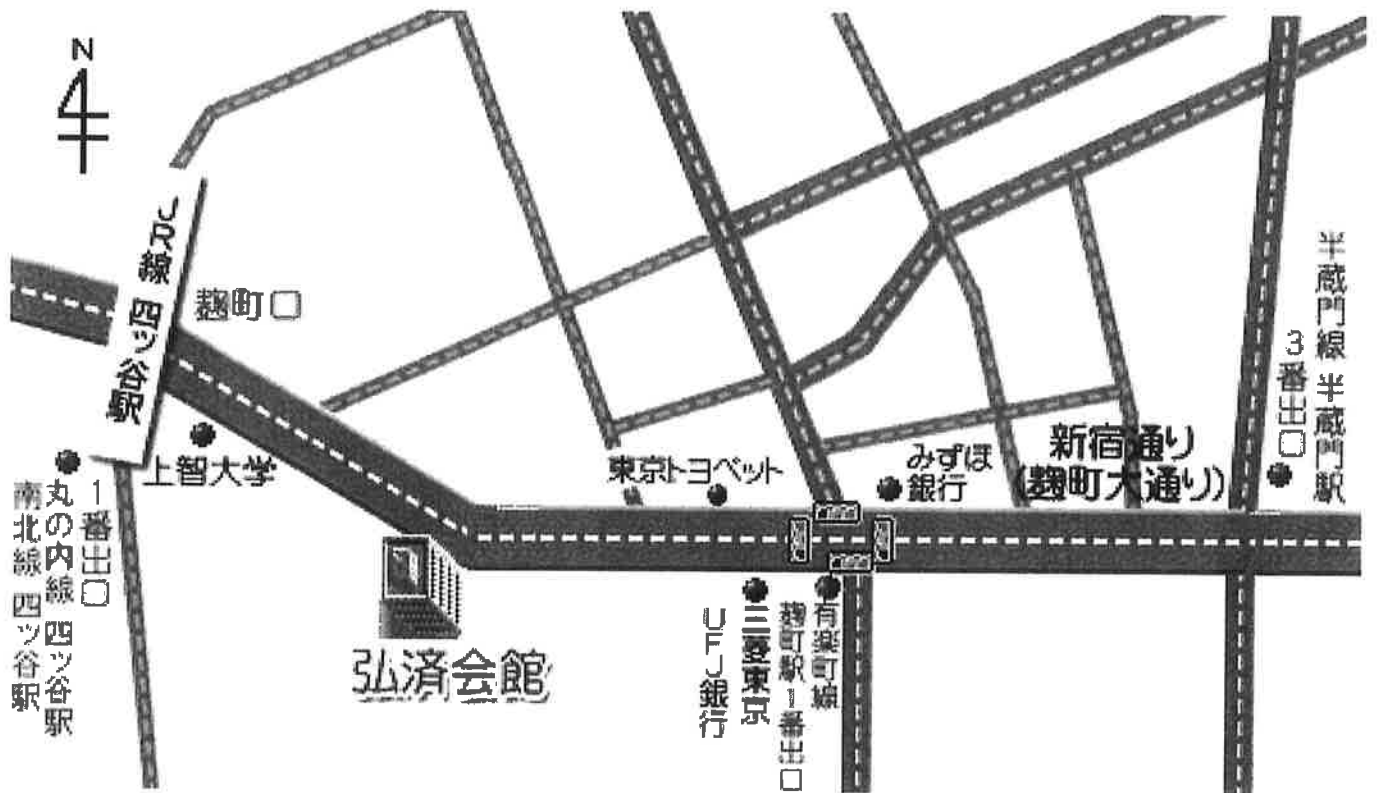 N
JR線 四ッ谷駅
麹町口
上智大学
1番出口
丸の内線 四ッ谷駅
南北線 四ッ谷駅
弘済会館
東京トヨペット
みずほ
銀行
新宿通り
(麹町大通り)
半蔵門線 半蔵門駅
3番出口
三菱東京
UFJ銀行
有楽町線
麹町駅1番出口